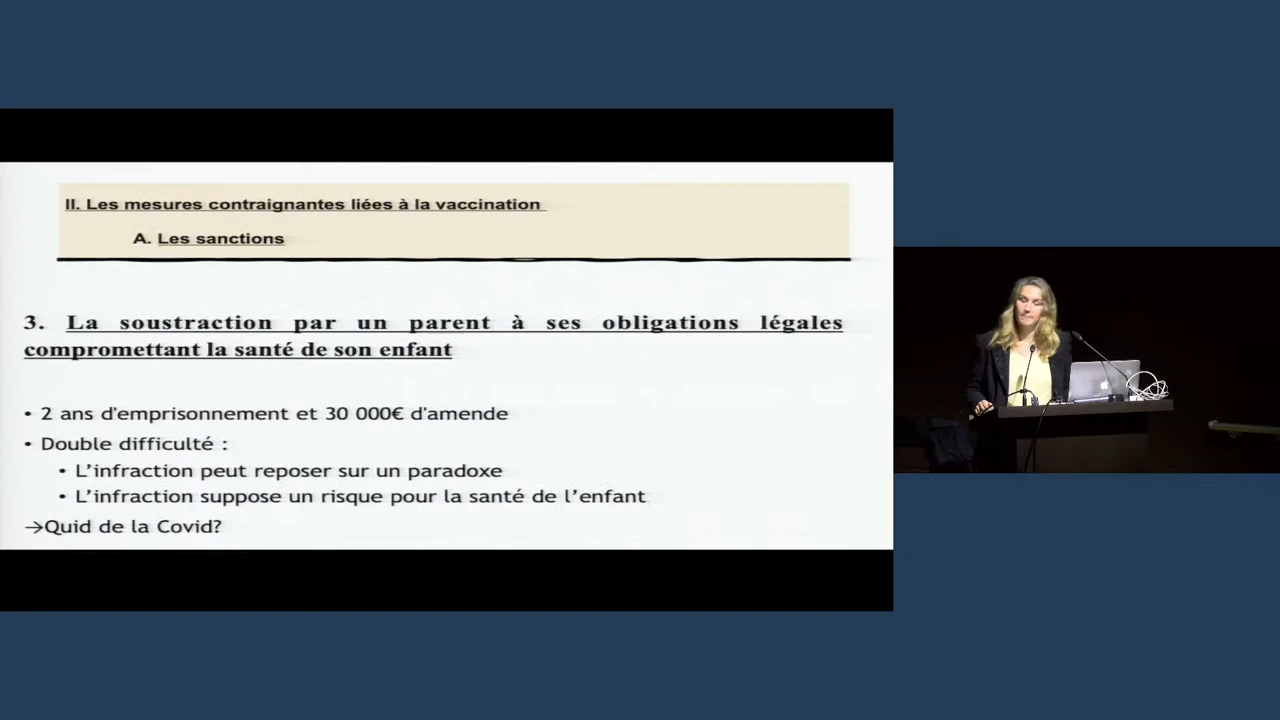 II. Les mesures contraignantes liées à la vaccination
A. Les sanctions
3. La soustraction par un parent à ses obligations légales
compromettant la santé de son enfant
• 2 ans d'emprisonnement et 30 000€ d'amende
• Double difficulté :
• L’infraction peut reposer sur un paradoxe
• L’infraction suppose un risque pour la santé de l’enfant
→Quid de la Covid?